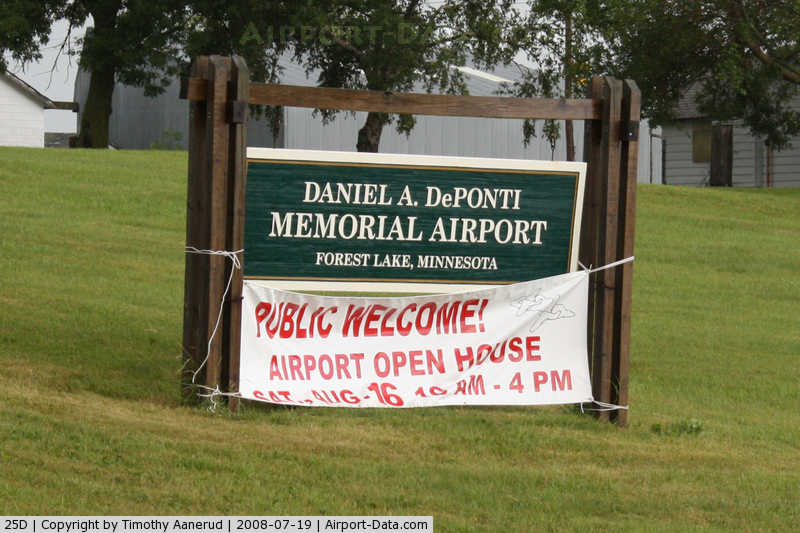 AIRPORT-DATA.COM
DANIEL A. DePONTI
MEMORIAL AIRPORT
FOREST LAKE, MINNESOTA
PUBLIC WELCOME!
AIRPORT OPEN HOUSE
SAT., AUG-16 10 AM - 4 PM
25D | Copyright by Timothy Aanerud | 2008-07-19 | Airport-Data.com